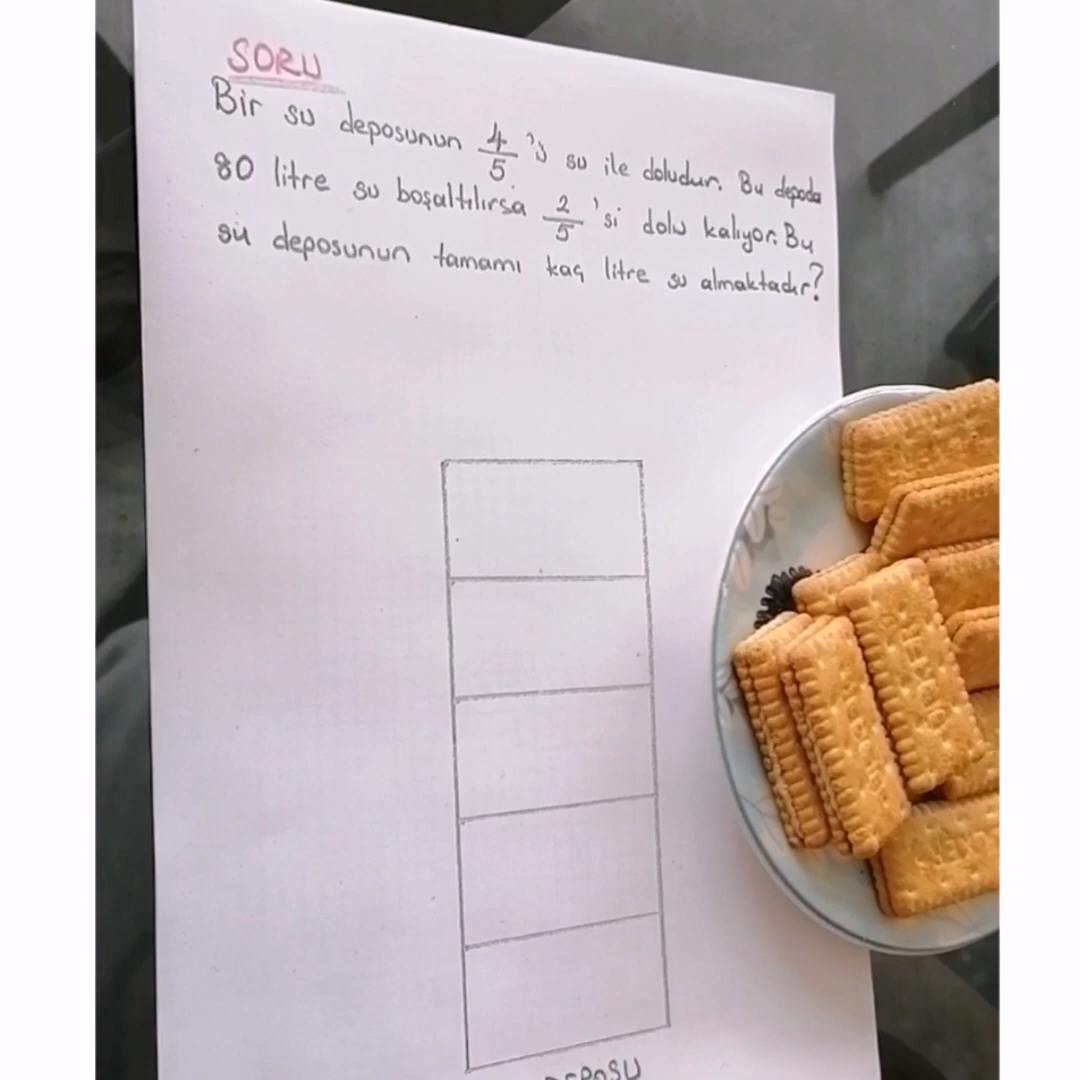 SORU
Bir su deposunun 4/5 'ü su ile doludur. Bu depoda
80 litre su boşaltılırsa 2/5 'si dolu kalıyor. Bu
su deposunun tamamı kaç litre su almaktadır?
DEPOSU